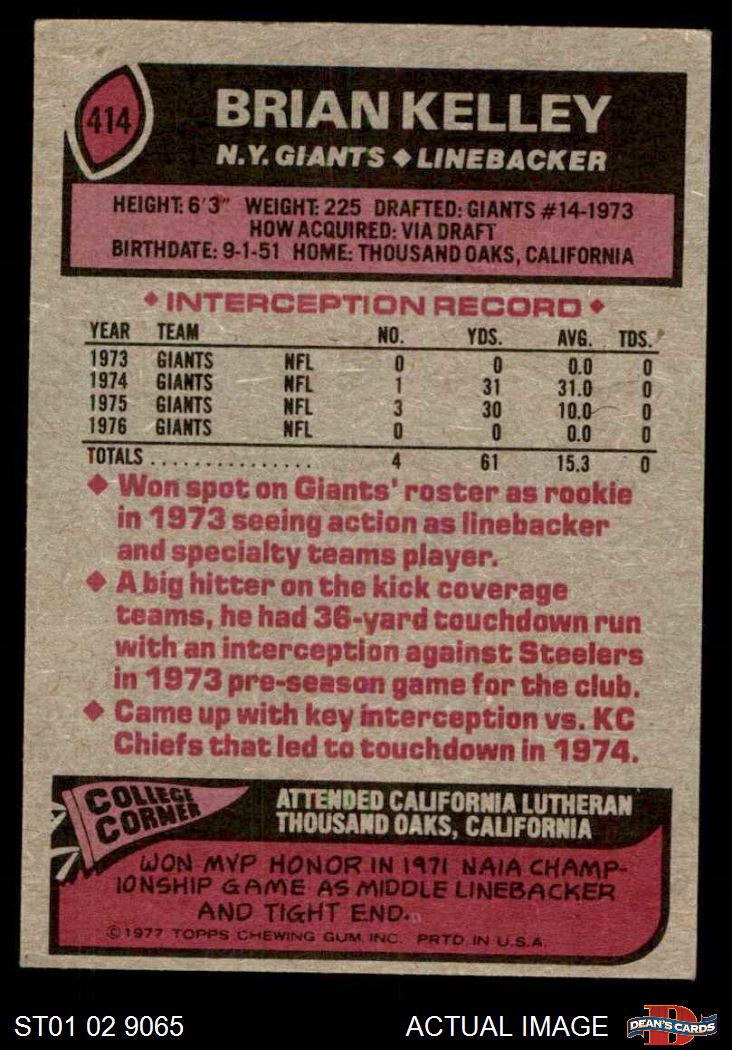 414
BRIAN KELLEY
N.Y. GIANTS ◆ LINEBACKER
HEIGHT: 6'3" WEIGHT: 225 DRAFTED: GIANTS #14-1973
HOW ACQUIRED: VIA DRAFT
BIRTHDATE: 9-1-51 HOME: THOUSAND OAKS, CALIFORNIA
◆ INTERCEPTION RECORD ◆
YEAR TEAM NO. YDS. AVG. TDS.
1973 GIANTS NFL 0 0 0.0 0
1974 GIANTS NFL 1 31 31.0 0
1975 GIANTS NFL 3 30 10.0 0
1976 GIANTS NFL 0 0 0.0 0
TOTALS ................ 4 61 15.3 0
◆ Won spot on Giants' roster as rookie
in 1973 seeing action as linebacker
and specialty teams player.
◆ A big hitter on the kick coverage
teams, he had 36-yard touchdown run
with an interception against Steelers
in 1973 pre-season game for the club.
◆ Came up with key interception vs. KC
Chiefs that led to touchdown in 1974.
COLLEGE
CORNER
ATTENDED CALIFORNIA LUTHERAN
THOUSAND OAKS, CALIFORNIA
WON MVP HONOR IN 1971 NAIA CHAMP-
IONSHIP GAME AS MIDDLE LINEBACKER
AND TIGHT END.
©1977 TOPPS CHEWING GUM, INC. PRTD. IN U.S.A.
ST01 02 9065 ACTUAL IMAGE
D
DEAN'S CARDS